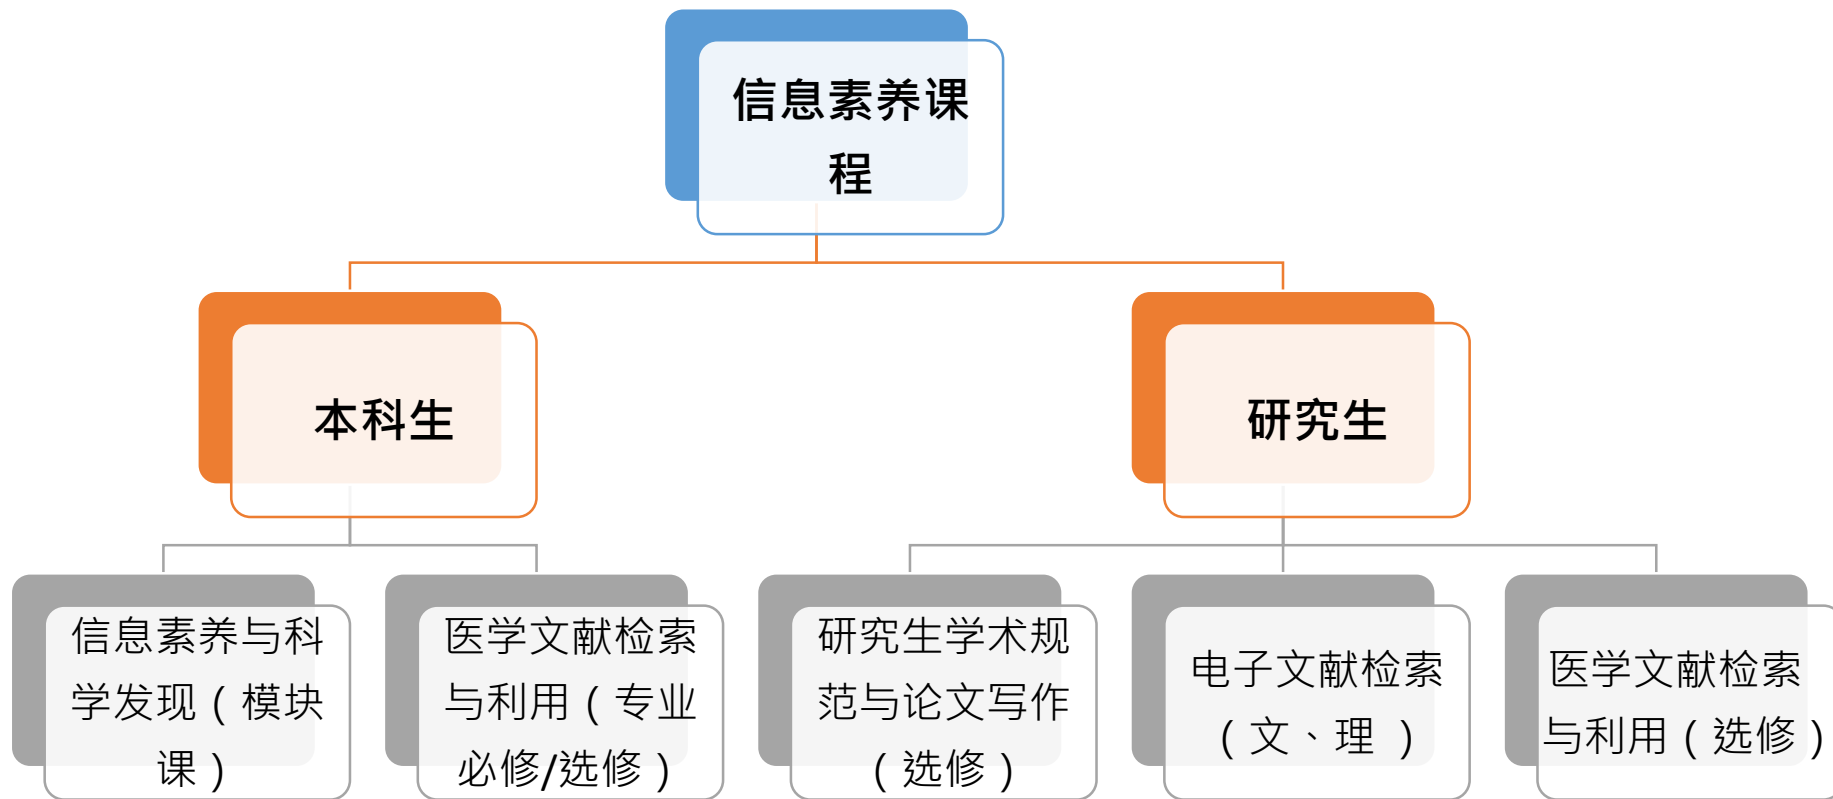 信息素养课
程
本科生
研究生
信息素养与科
学发现（模块
课）
医学文献检索
与利用（专业
必修/选修）
研究生学术规
范与论文写作
（选修）
电子文献检索
（文、理 ）
医学文献检索
与利用（选修）